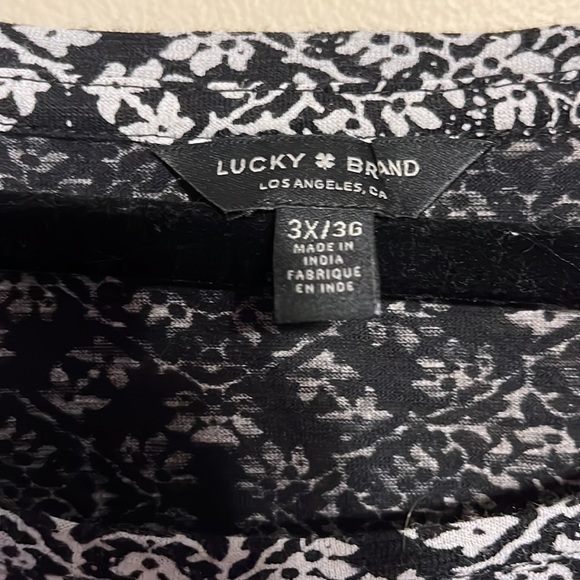 LUCKY BRAND
LOS ANGELES, CA
3X/3G
MADE IN
INDIA
FABRIQUE
EN INDE